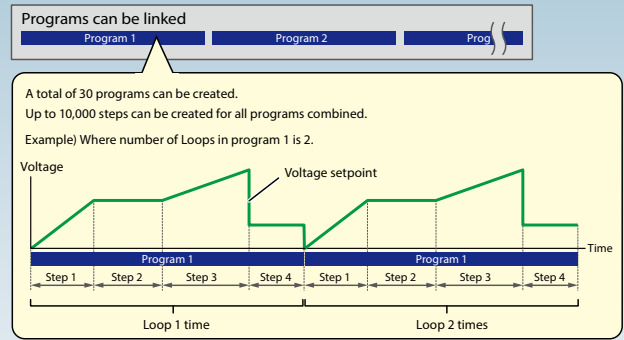 Programs can be linked
Program 1 Program 2 Prog
A total of 30 programs can be created.
Up to 10,000 steps can be created for all programs combined.
Example) Where number of Loops in program 1 is 2.
Voltage
Voltage setpoint
Time
Program 1 Program 1
Step 1 Step 2 Step 3 Step 4 Step 1 Step 2 Step 3 Step 4
Loop 1 time Loop 2 times